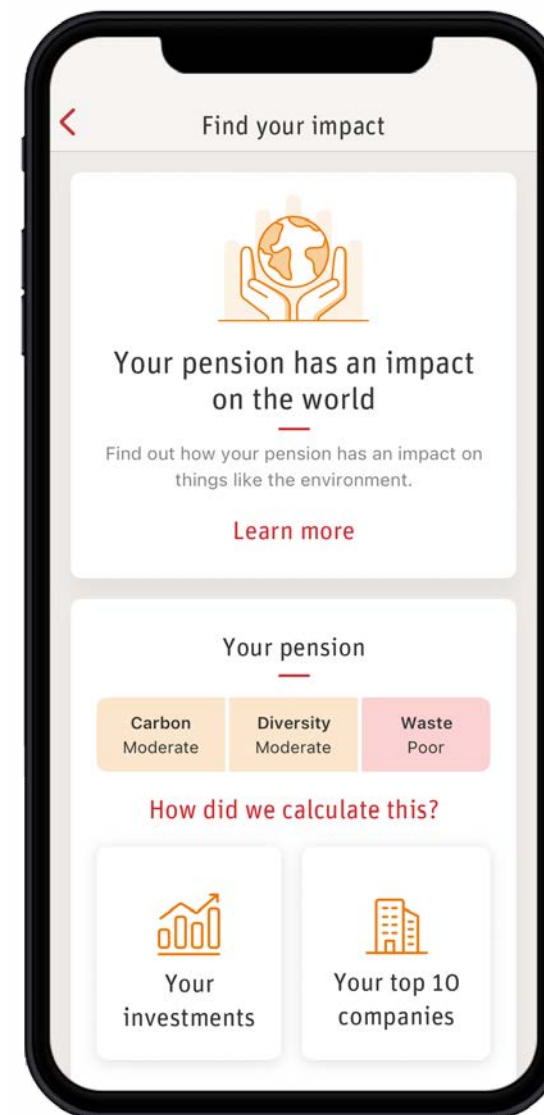 Find your impact
Your pension has an impact
on the world
Find out how your pension has an impact on
things like the environment.
Learn more
Your pension
Carbon
Moderate
Diversity
Moderate
Waste
Poor
How did we calculate this?
Your
investments
Your top 10
companies